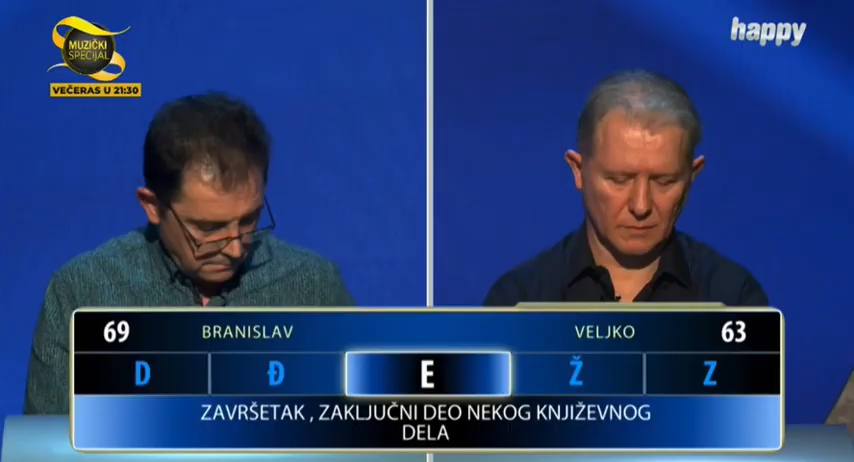 MUZIČKI
SPECIJAL
VEČERAS U 21:30
happy
69 BRANISLAV VELJKO 63
D Đ E Ž Z
ZAVRŠETAK , ZAKLJUČNI DEO NEKOG KNJIŽEVNOG
DELA